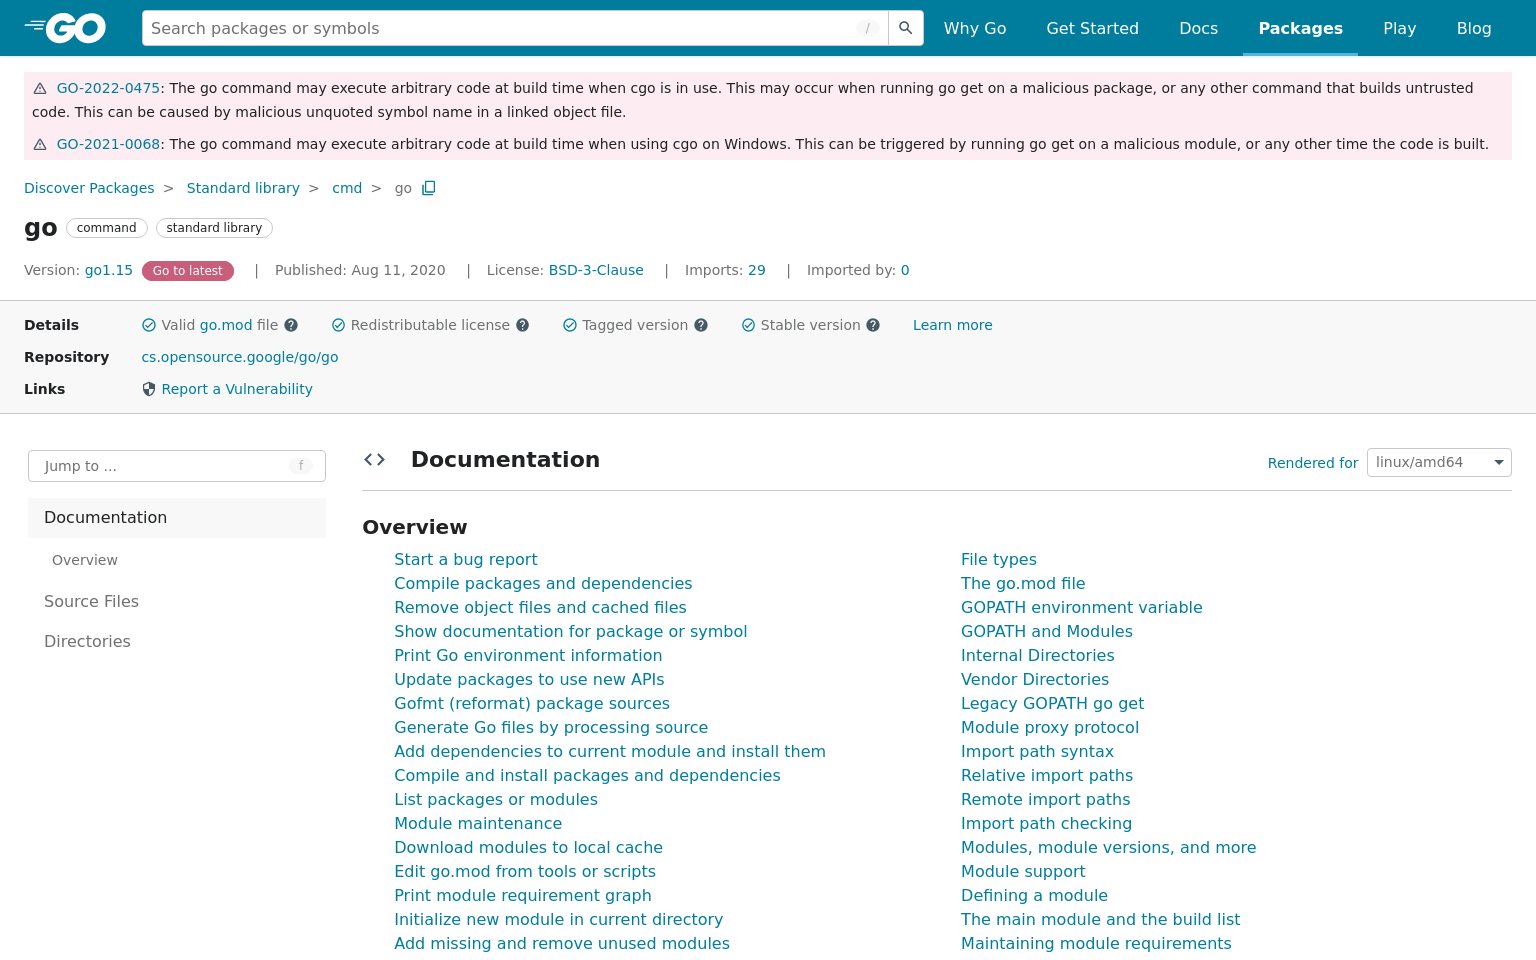 GO
Search packages or symbols
/
Why Go
Get Started
Docs
Packages
Play
Blog
GO-2022-0475: The go command may execute arbitrary code at build time when cgo is in use. This may occur when running go get on a malicious package, or any other command that builds untrusted
code. This can be caused by malicious unquoted symbol name in a linked object file.
GO-2021-0068: The go command may execute arbitrary code at build time when using cgo on Windows. This can be triggered by running go get on a malicious module, or any other time the code is built.
Discover Packages > Standard library > cmd > go
go command standard library
Version: go1.15 Go to latest | Published: Aug 11, 2020 | License: BSD-3-Clause | Imports: 29 | Imported by: 0
Details Valid go.mod file Redistributable license Tagged version Stable version Learn more
Repository cs.opensource.google/go/go
Links Report a Vulnerability
Jump to ...
f
Documentation
Overview
Source Files
Directories
Documentation
Rendered for linux/amd64
Overview
Start a bug report
Compile packages and dependencies
Remove object files and cached files
Show documentation for package or symbol
Print Go environment information
Update packages to use new APIs
Gofmt (reformat) package sources
Generate Go files by processing source
Add dependencies to current module and install them
Compile and install packages and dependencies
List packages or modules
Module maintenance
Download modules to local cache
Edit go.mod from tools or scripts
Print module requirement graph
Initialize new module in current directory
Add missing and remove unused modules
File types
The go.mod file
GOPATH environment variable
GOPATH and Modules
Internal Directories
Vendor Directories
Legacy GOPATH go get
Module proxy protocol
Import path syntax
Relative import paths
Remote import paths
Import path checking
Modules, module versions, and more
Module support
Defining a module
The main module and the build list
Maintaining module requirements